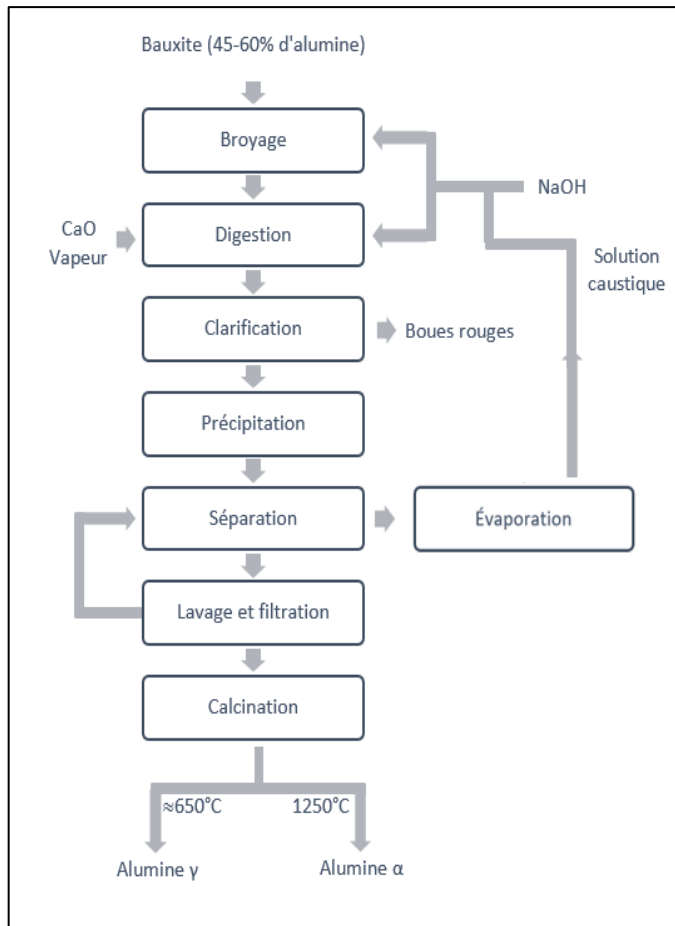 Bauxite (45-60% d'alumine)
Broyage
NaOH
CaO
Vapeur
Digestion
Solution
caustique
Clarification
Boues rouges
Précipitation
Séparation
Évaporation
Lavage et filtration
Calcination
≈650°C
1250°C
Alumine γ
Alumine α